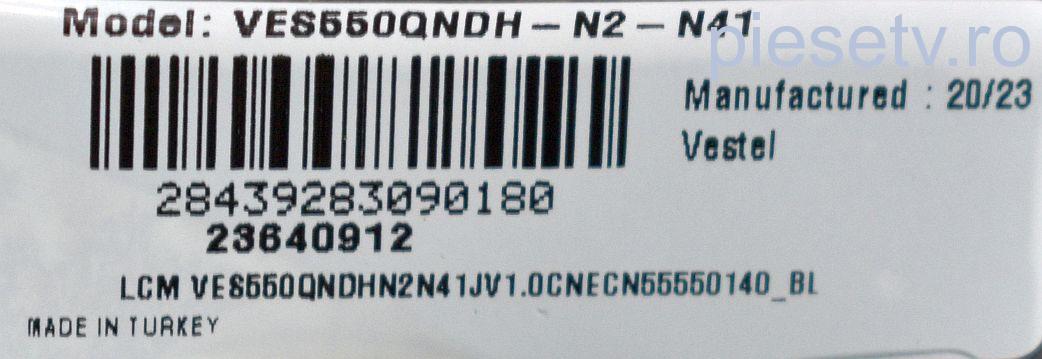 Model: VES550QNDH-N2-N41
piesetv.ro
Manufactured : 20/23
Vestel
28439283090180
23640912
LCM VES550QNDHN2N41JV1.0CNECN55550140_BL
MADE IN TURKEY